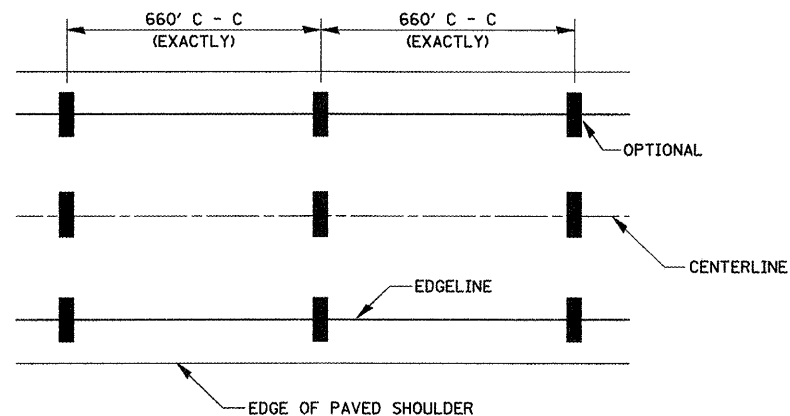 660' C - C
(EXACTLY)
660' C - C
(EXACTLY)
OPTIONAL
CENTERLINE
EDGELINE
EDGE OF PAVED SHOULDER